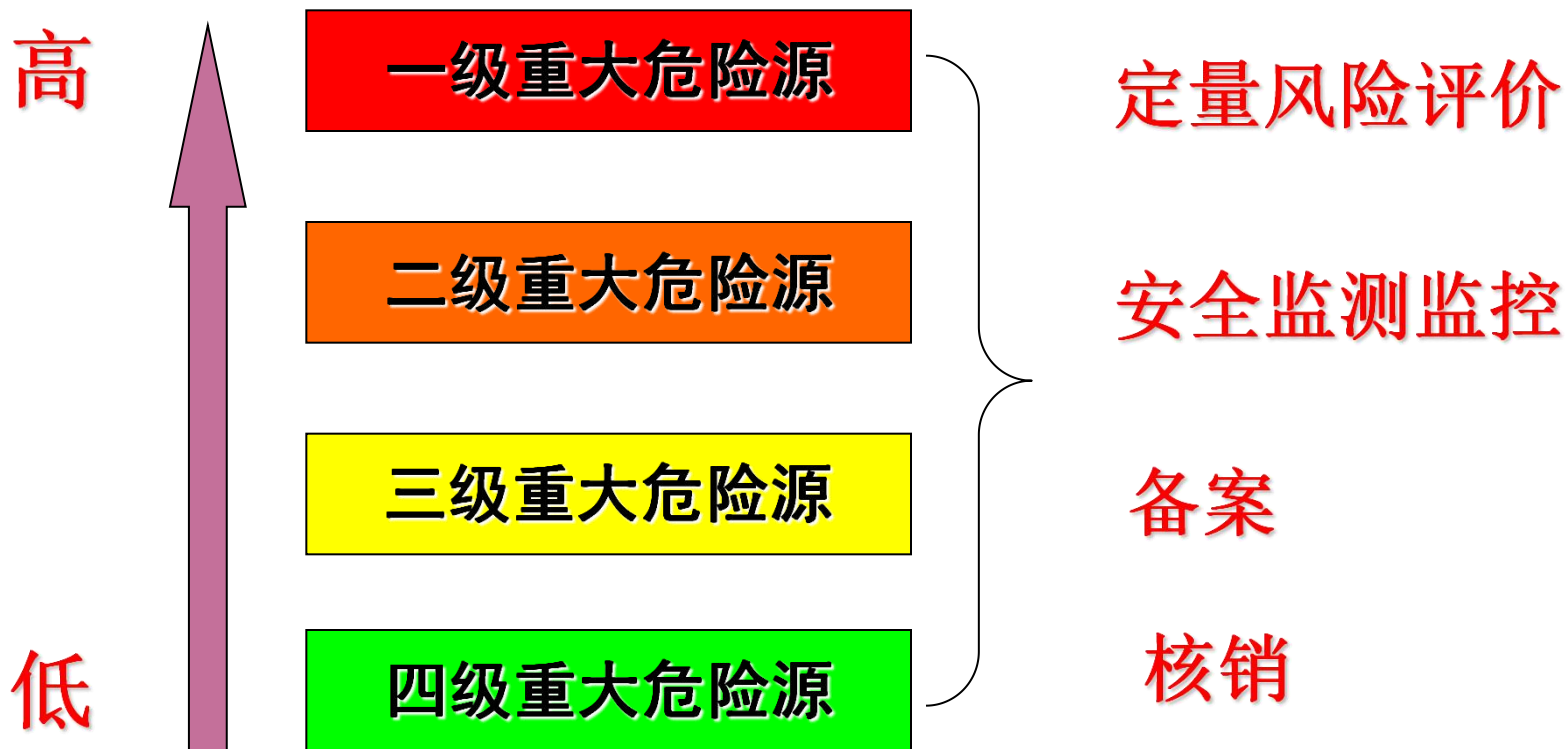 高
一级重大危险源
定量风险评价
二级重大危险源
安全监测监控
三级重大危险源
备案
低
四级重大危险源
核销